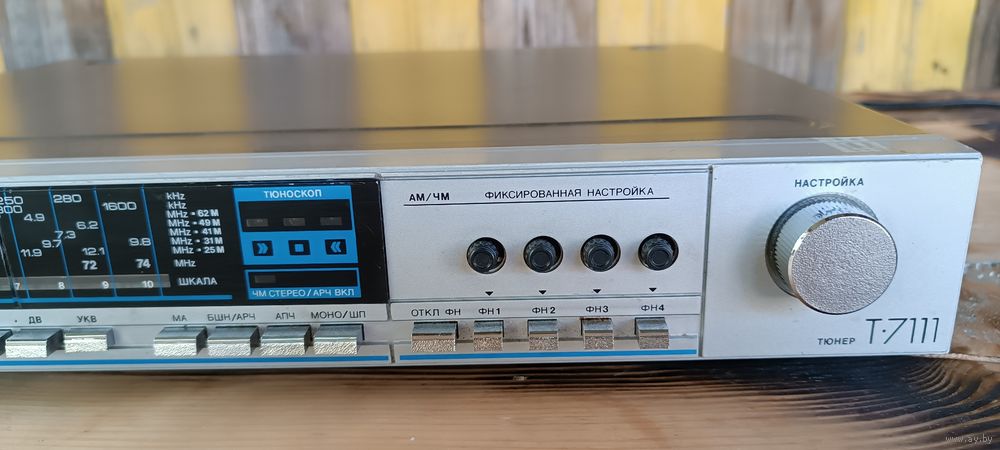 250 280 kHz
300 1600 kHz
4.9 MHz - 62 М
6.2 MHz - 49 М
7.3 MHz - 41 М
9.7 9.8 MHz - 31 М
11.9 12.1 MHz - 25 М
72 74 MHz
7 8 9 10 ШКАЛА
ТЮНОСКОП
ЧМ СТЕРЕО/АРЧ ВКЛ
ДВ УКВ МА БШН/АРЧ АПЧ МОНО/ШП
АМ/ЧМ ФИКСИРОВАННАЯ НАСТРОЙКА
ОТКЛ ФН ФН1 ФН2 ФН3 ФН4
НАСТРОЙКА
ТЮНЕР Т-7111
www.ay.by